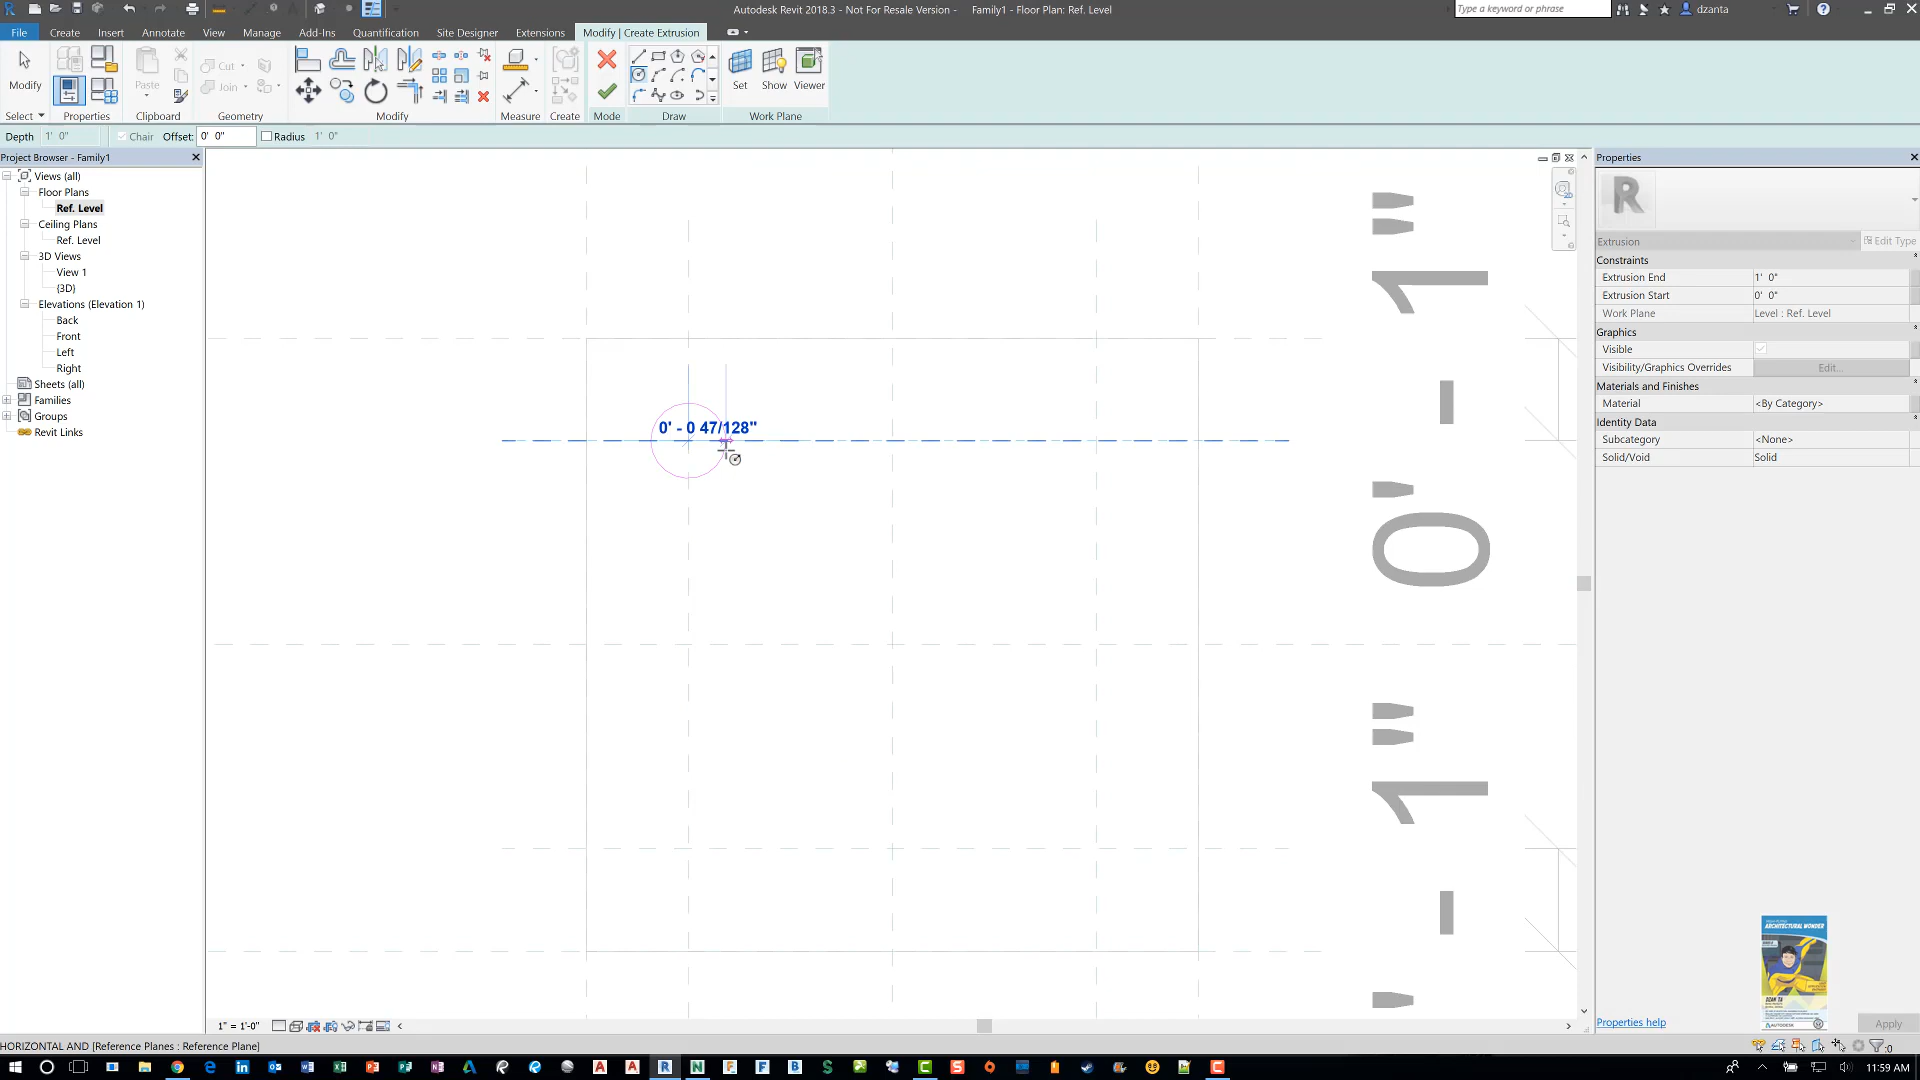 Autodesk Revit 2018.3 - Not For Resale Version - Family1 - Floor Plan: Ref. Level
Type a keyword or phrase
dzanta
File Create Insert Annotate View Manage Add-Ins Quantification Site Designer Extensions Modify | Create Extrusion
Modify
Paste
Cut
Join
Set Show Viewer
Select Properties Clipboard Geometry Modify Measure Create Mode Draw Work Plane
Depth 1' 0" Chain Offset: 0' 0" Radius 1' 0"
Project Browser - Family1
Views (all)
Floor Plans
Ref. Level
Ceiling Plans
Ref. Level
3D Views
View 1
{3D}
Elevations (Elevation 1)
Back
Front
Left
Right
Sheets (all)
Families
Groups
Revit Links
0' - 0 47/128"
0' - 1"
- 1"
Properties
R
Extrusion
Edit Type
Constraints
Extrusion End 1' 0"
Extrusion Start 0' 0"
Work Plane Level : Ref. Level
Graphics
Visible
Visibility/Graphics Overrides Edit...
Materials and Finishes
Material <By Category>
Identity Data
Subcategory <None>
Solid/Void Solid
ARCHITECTURAL WONDER
AUTODESK
Properties help
Apply
1" = 1'-0"
HORIZONTAL AND [Reference Planes : Reference Plane]
:0
11:59 AM